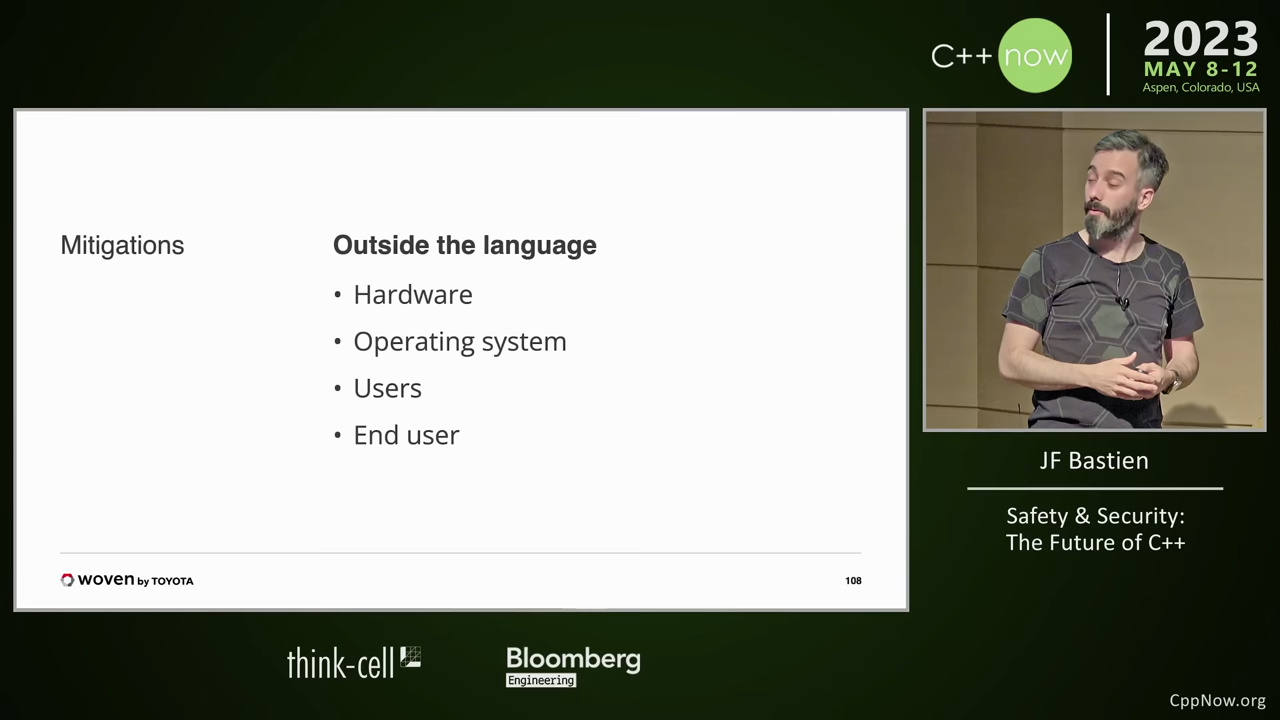 C++ now
2023
MAY 8-12
Aspen, Colorado, USA
Mitigations
Outside the language
• Hardware
• Operating system
• Users
• End user
woven by TOYOTA
108
JF Bastien
Safety & Security:
The Future of C++
think-cell
Bloomberg
Engineering
CppNow.org